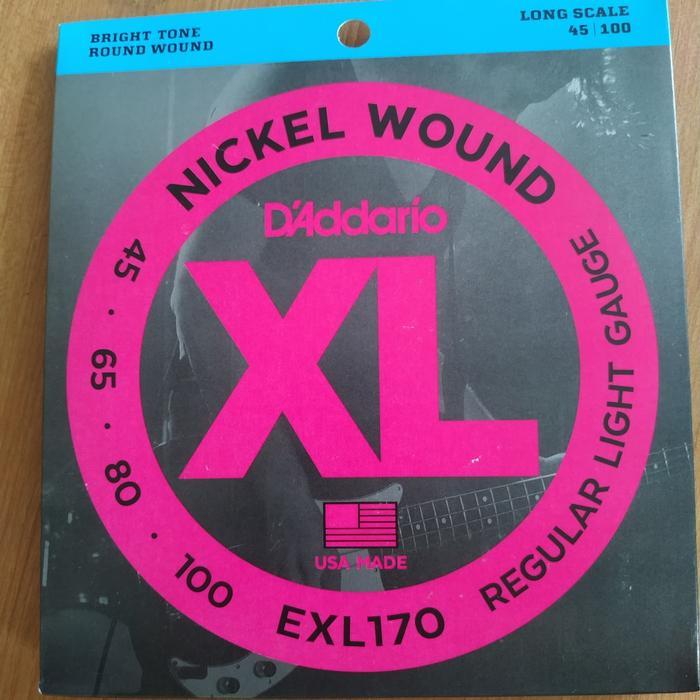 BRIGHT TONE
ROUND WOUND
LONG SCALE
45 | 100
NICKEL WOUND
D'Addario
XL
45 · 65 · 80 · 100
REGULAR LIGHT GAUGE
USA MADE
EXL170